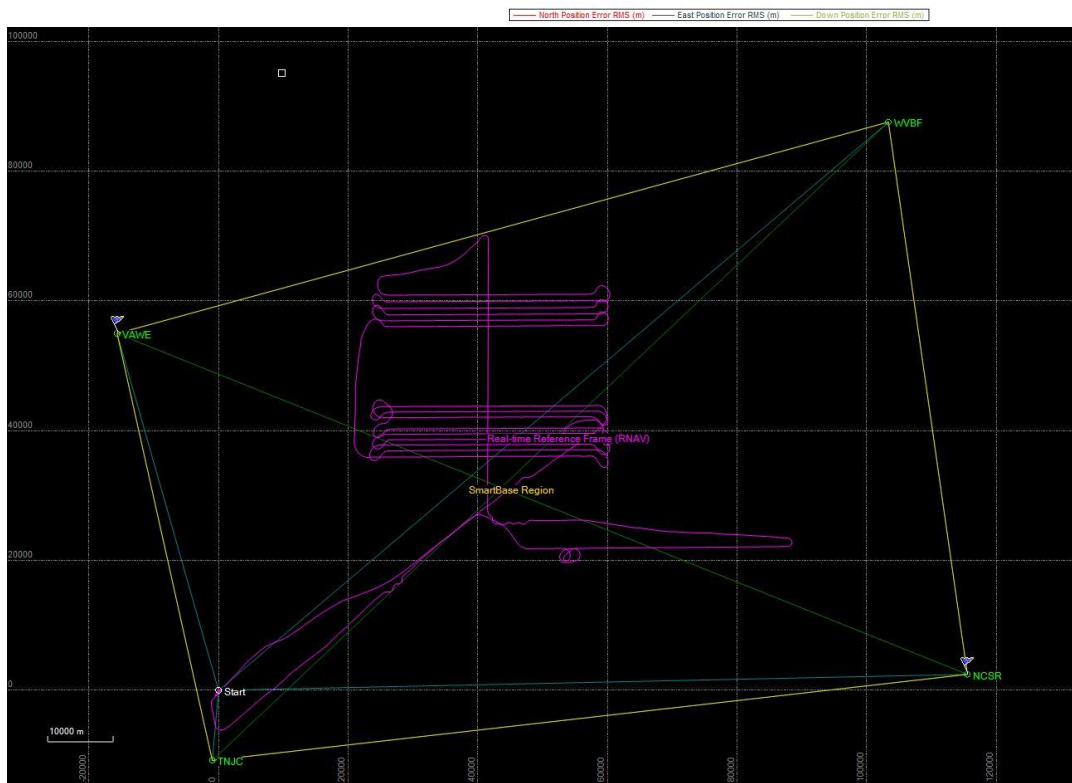 North Position Error RMS (m) East Position Error RMS (m) Down Position Error RMS (m)
100000
WVBF
80000
60000
VAWE
40000
Real-time Reference Frame (RNAV)
SmartBase Region
20000
0
Start
NCSR
10000 m
TNJC
-20000
0
20000
40000
60000
80000
100000
120000